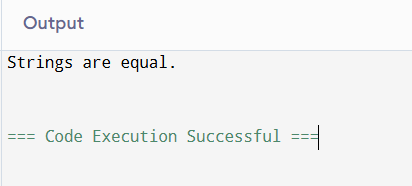 Output
Strings are equal.
=== Code Execution Successful ===